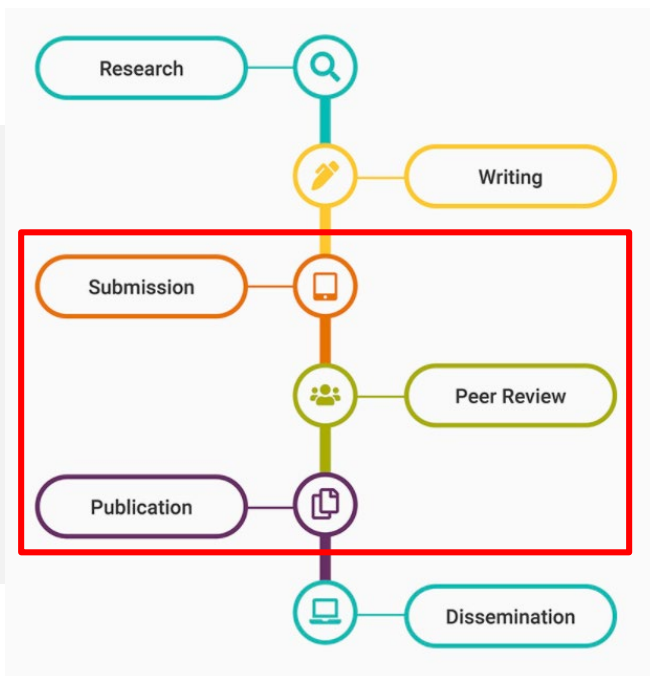 Research
Writing
Submission
Peer Review
Publication
Dissemination